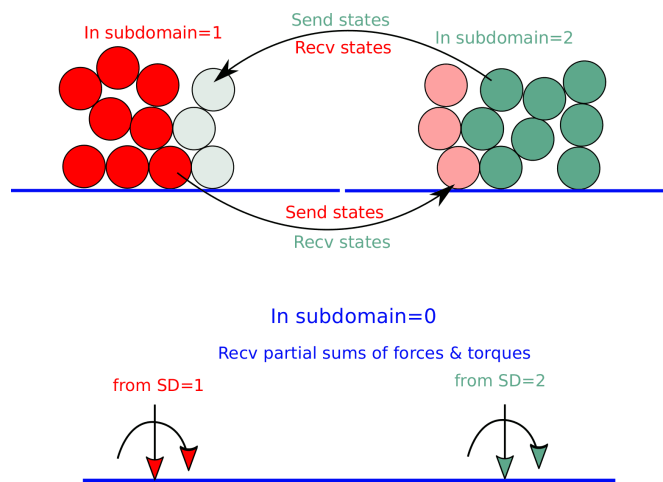 Send states
Recv states
In subdomain=1
In subdomain=2
Send states
Recv states
In subdomain=0
Recv partial sums of forces & torques
from SD=1
from SD=2